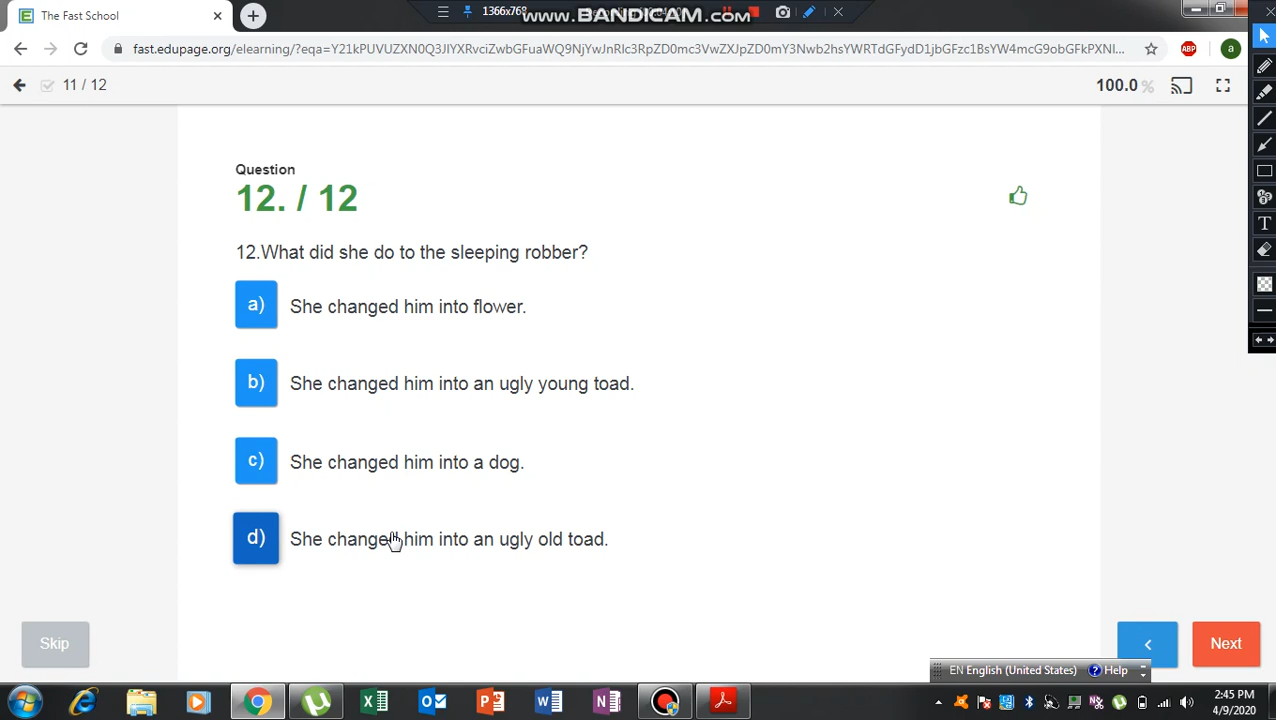 The Fast School
1366x768
www.BANDICAM.com
fast.edupage.org/elearning/?eqa=
ABP
a
11 / 12
100.0 %
Question
12. / 12
12.What did she do to the sleeping robber?
a) She changed him into flower.
b) She changed him into an ugly young toad.
c) She changed him into a dog.
d) She changed him into an ugly old toad.
Skip
<
Next
EN English (United States)
Help
2:45 PM
4/9/2020